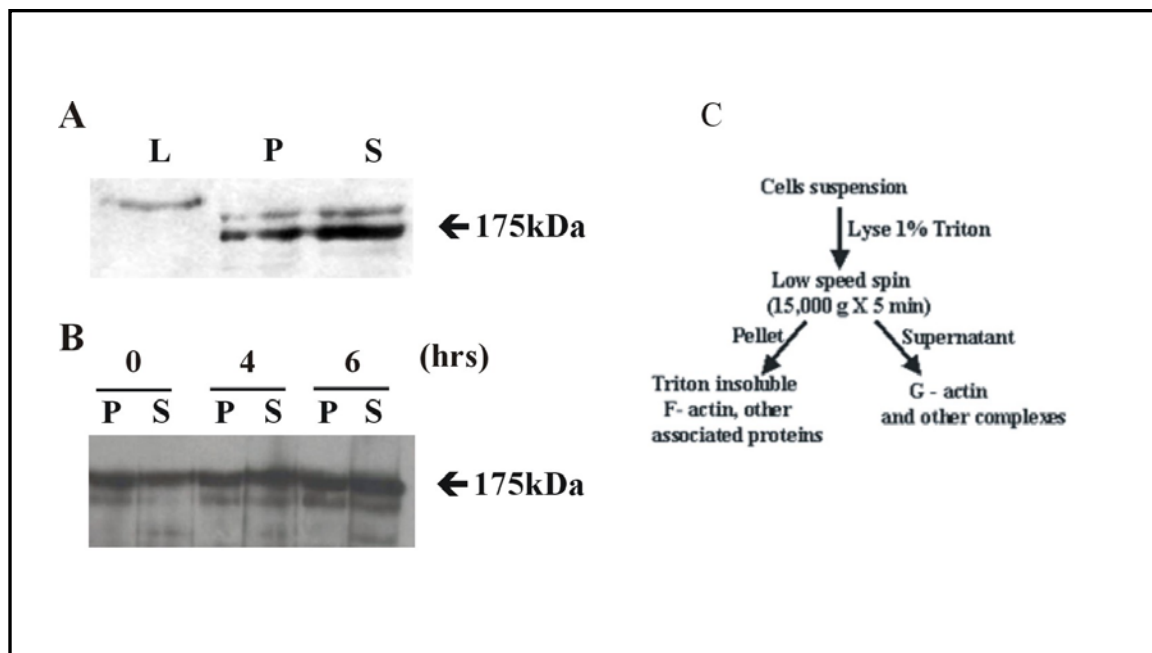 A
L P S
←175kDa
B
0 4 6 (hrs)
P S P S P S
←175kDa
C
Cells suspension
Lyse 1% Triton
Low speed spin
(15,000 g X 5 min)
Pellet Supernatant
Triton insoluble
F- actin, other
associated proteins
G - actin
and other complexes